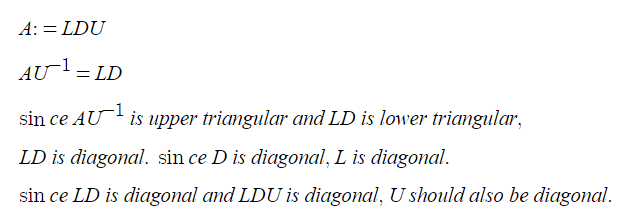 A: = LDU
AU⁻¹ = LD
sin ce AU⁻¹ is upper triangular and LD is lower triangular,
LD is diagonal. sin ce D is diagonal, L is diagonal.
sin ce LD is diagonal and LDU is diagonal, U should also be diagonal.